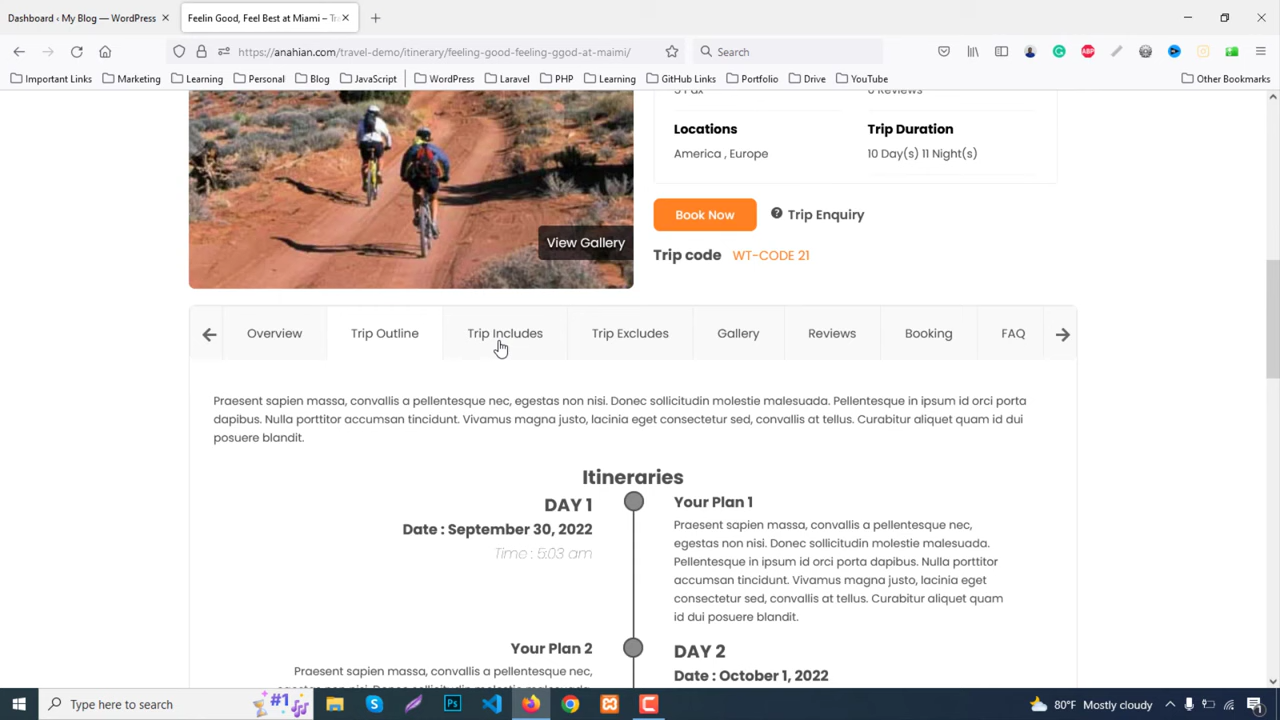 Dashboard ‹ My Blog — WordPress
Feelin Good, Feel Best at Miami – Tr
https://anahian.com/travel-demo/itinerary/feeling-good-feeling-ggod-at-maimi/
Search
Important Links
Marketing
Learning
Personal
Blog
JavaScript
WordPress
Laravel
PHP
Learning
GitHub Links
Portfolio
Drive
YouTube
Other Bookmarks
Locations
Trip Duration
America , Europe
10 Day(s) 11 Night(s)
View Gallery
Book Now
Trip Enquiry
Trip code WT-CODE 21
Overview
Trip Outline
Trip Includes
Trip Excludes
Gallery
Reviews
Booking
FAQ
Praesent sapien massa, convallis a pellentesque nec, egestas non nisi. Donec sollicitudin molestie malesuada. Pellentesque in ipsum id orci porta
dapibus. Nulla porttitor accumsan tincidunt. Vivamus magna justo, lacinia eget consectetur sed, convallis at tellus. Curabitur aliquet quam id dui
posuere blandit.
Itineraries
DAY 1
Date : September 30, 2022
Time : 5:03 am
Your Plan 1
Praesent sapien massa, convallis a pellentesque nec,
egestas non nisi. Donec sollicitudin molestie malesuada.
Pellentesque in ipsum id orci porta dapibus. Nulla porttitor
accumsan tincidunt. Vivamus magna justo, lacinia eget
consectetur sed, convallis at tellus. Curabitur aliquet quam
id dui posuere blandit.
Your Plan 2
Praesent sapien massa, convallis a pellentesque nec,
DAY 2
Date : October 1, 2022
Type here to search
#1
80°F Mostly cloudy